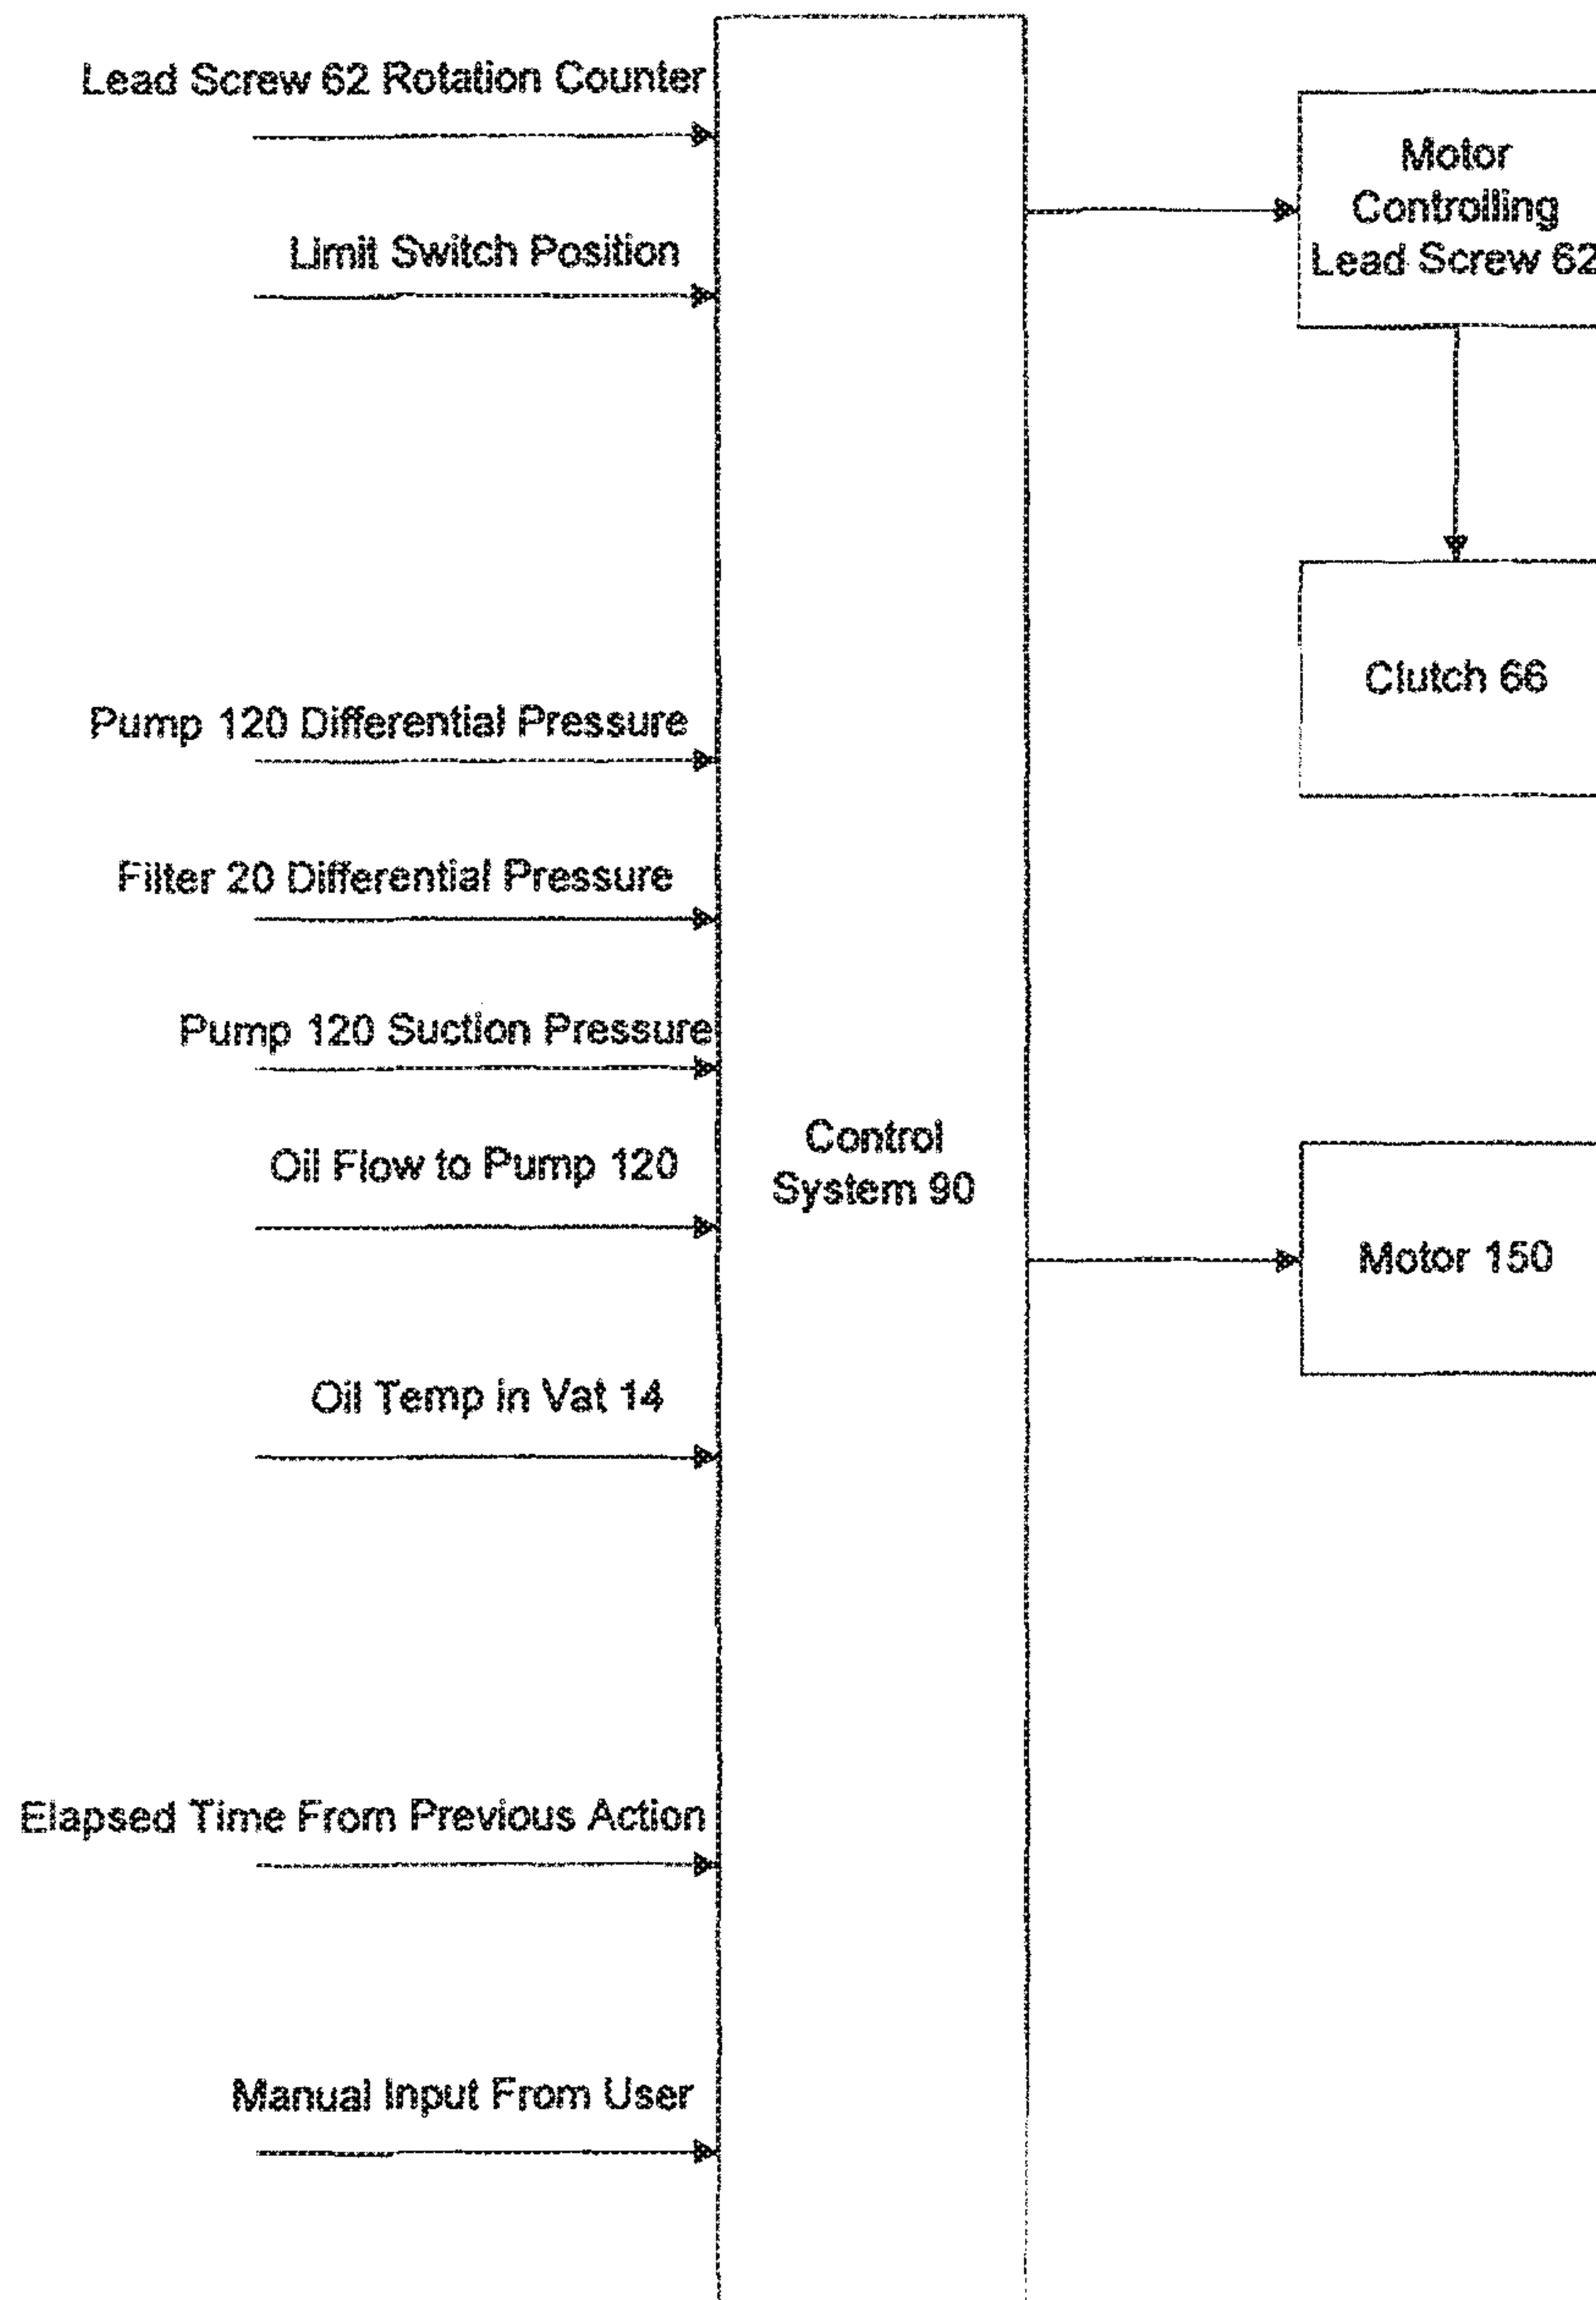 Lead Screw 62 Rotation Counter
Limit Switch Position
Pump 120 Differential Pressure
Filter 20 Differential Pressure
Pump 120 Suction Pressure
Oil Flow to Pump 120
Oil Temp in Vat 14
Elapsed Time From Previous Action
Manual Input From User
Control
System 90
Motor
Controlling
Lead Screw 62
Clutch 66
Motor 150